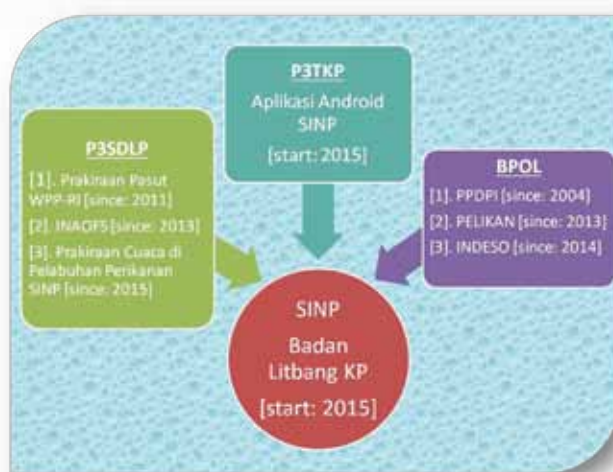 P3TKP
Aplikasi Android
SINP
[start: 2015]
P3SDLP
[1]. Prakiraan Pasut
WPP-RI [since: 2011]
[2]. INAOFS [since: 2013]
[3]. Prakiraan Cuaca di
Pelabuhan Perikanan
SINP [since: 2015]
BPOL
[1]. PPDPI [since: 2004]
[2]. PELIKAN [since: 2013]
[3]. INDESO [since: 2014]
SINP
Badan
Litbang KP
[start: 2015]